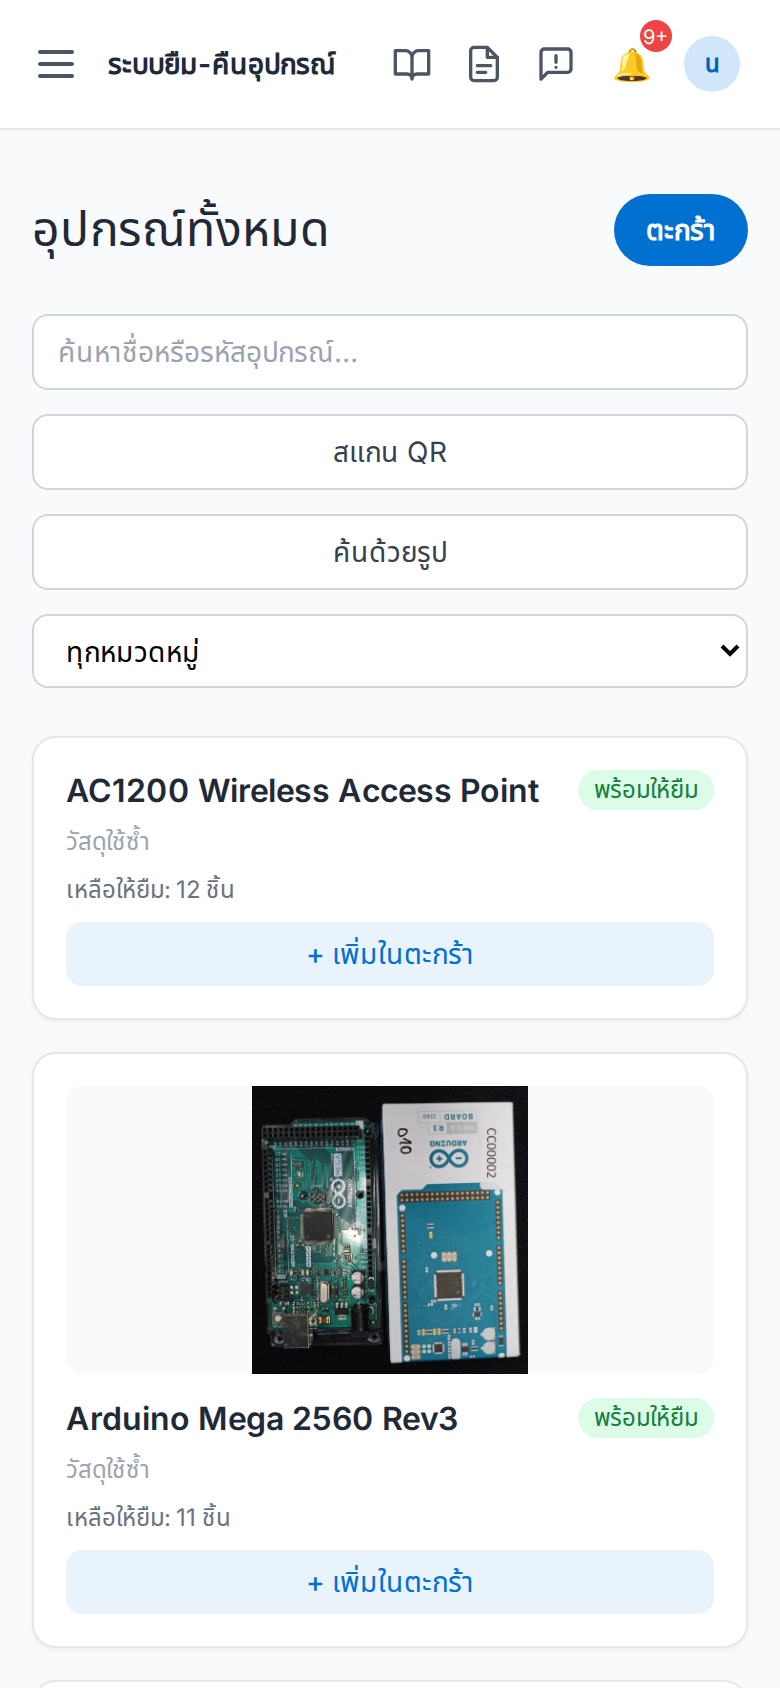 ระบบยืม-คืนอุปกรณ์
9+
น
อุปกรณ์ทั้งหมด
ตะกร้า
ค้นหาชื่อหรือรหัสอุปกรณ์...
สแกน QR
ค้นด้วยรูป
ทุกหมวดหมู่
AC1200 Wireless Access Point
พร้อมให้ยืม
วัสดุใช้ซ้ำ
เหลือให้ยืม: 12 ชิ้น
+ เพิ่มในตะกร้า
BOARD
2560
MEGA
R3
ARDUINO
010
CC00002
Arduino Mega 2560 Rev3
พร้อมให้ยืม
วัสดุใช้ซ้ำ
เหลือให้ยืม: 11 ชิ้น
+ เพิ่มในตะกร้า